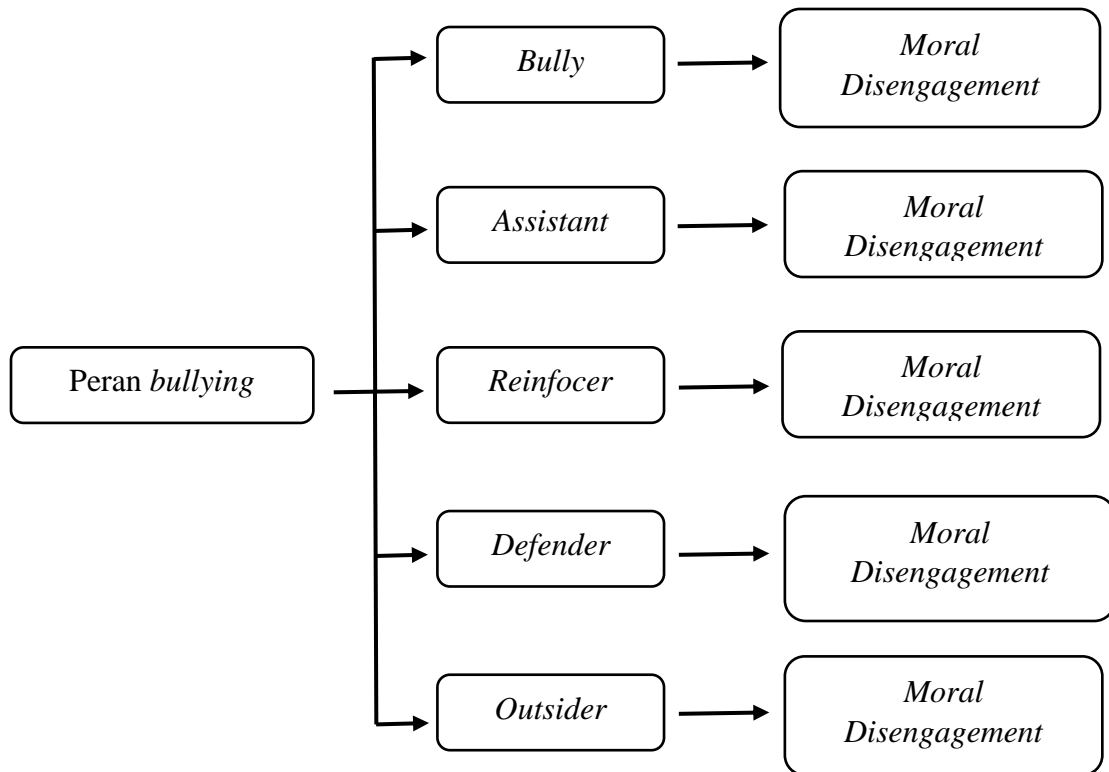 Bully
Moral
Disengagement
Assistant
Moral
Disengagement
Peran bullying
Reinfocer
Moral
Disengagement
Defender
Moral
Disengagement
Outsider
Moral
Disengagement